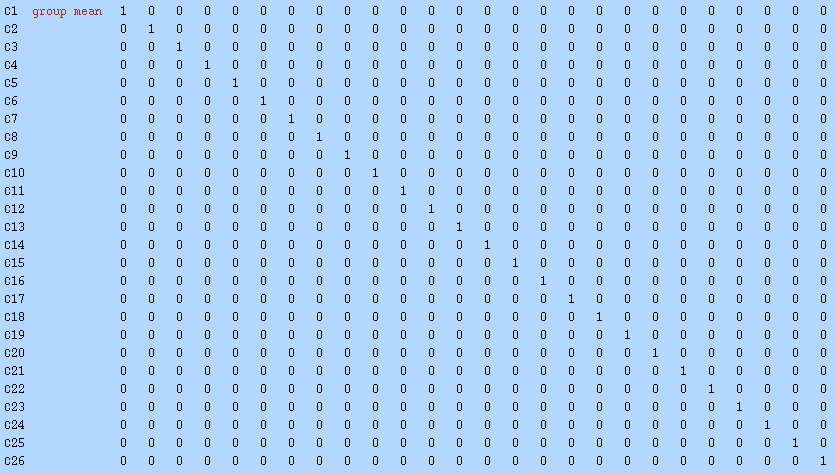 C1 group mean 1 0 0 0 0 0 0 0 0 0 0 0 0 0 0 0 0 0 0 0 0 0 0 0 0 0
C2 0 1 0 0 0 0 0 0 0 0 0 0 0 0 0 0 0 0 0 0 0 0 0 0 0 0
C3 0 0 1 0 0 0 0 0 0 0 0 0 0 0 0 0 0 0 0 0 0 0 0 0 0 0
C4 0 0 0 1 0 0 0 0 0 0 0 0 0 0 0 0 0 0 0 0 0 0 0 0 0 0
C5 0 0 0 0 1 0 0 0 0 0 0 0 0 0 0 0 0 0 0 0 0 0 0 0 0 0
C6 0 0 0 0 0 1 0 0 0 0 0 0 0 0 0 0 0 0 0 0 0 0 0 0 0 0
C7 0 0 0 0 0 0 1 0 0 0 0 0 0 0 0 0 0 0 0 0 0 0 0 0 0 0
C8 0 0 0 0 0 0 0 1 0 0 0 0 0 0 0 0 0 0 0 0 0 0 0 0 0 0
C9 0 0 0 0 0 0 0 0 1 0 0 0 0 0 0 0 0 0 0 0 0 0 0 0 0 0
C10 0 0 0 0 0 0 0 0 0 1 0 0 0 0 0 0 0 0 0 0 0 0 0 0 0 0
C11 0 0 0 0 0 0 0 0 0 0 1 0 0 0 0 0 0 0 0 0 0 0 0 0 0 0
C12 0 0 0 0 0 0 0 0 0 0 0 1 0 0 0 0 0 0 0 0 0 0 0 0 0 0
C13 0 0 0 0 0 0 0 0 0 0 0 0 1 0 0 0 0 0 0 0 0 0 0 0 0 0
C14 0 0 0 0 0 0 0 0 0 0 0 0 0 1 0 0 0 0 0 0 0 0 0 0 0 0
C15 0 0 0 0 0 0 0 0 0 0 0 0 0 0 1 0 0 0 0 0 0 0 0 0 0 0
C16 0 0 0 0 0 0 0 0 0 0 0 0 0 0 0 1 0 0 0 0 0 0 0 0 0 0
C17 0 0 0 0 0 0 0 0 0 0 0 0 0 0 0 0 1 0 0 0 0 0 0 0 0 0
C18 0 0 0 0 0 0 0 0 0 0 0 0 0 0 0 0 0 1 0 0 0 0 0 0 0 0
C19 0 0 0 0 0 0 0 0 0 0 0 0 0 0 0 0 0 0 1 0 0 0 0 0 0 0
C20 0 0 0 0 0 0 0 0 0 0 0 0 0 0 0 0 0 0 0 1 0 0 0 0 0 0
C21 0 0 0 0 0 0 0 0 0 0 0 0 0 0 0 0 0 0 0 0 1 0 0 0 0 0
C22 0 0 0 0 0 0 0 0 0 0 0 0 0 0 0 0 0 0 0 0 0 1 0 0 0 0
C23 0 0 0 0 0 0 0 0 0 0 0 0 0 0 0 0 0 0 0 0 0 0 1 0 0 0
C24 0 0 0 0 0 0 0 0 0 0 0 0 0 0 0 0 0 0 0 0 0 0 0 1 0 0
C25 0 0 0 0 0 0 0 0 0 0 0 0 0 0 0 0 0 0 0 0 0 0 0 0 1 0
C26 0 0 0 0 0 0 0 0 0 0 0 0 0 0 0 0 0 0 0 0 0 0 0 0 0 1